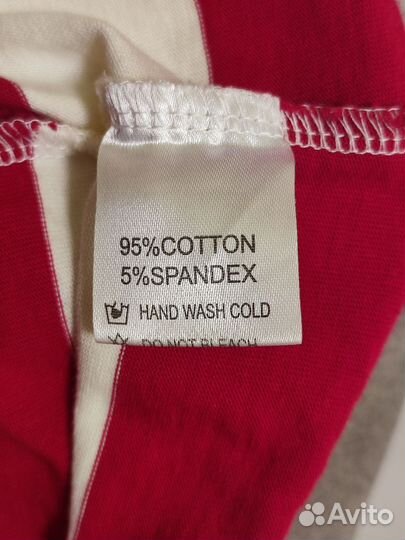 95%COTTON
5%SPANDEX
HAND WASH COLD
DO NOT BLEACH
Avito